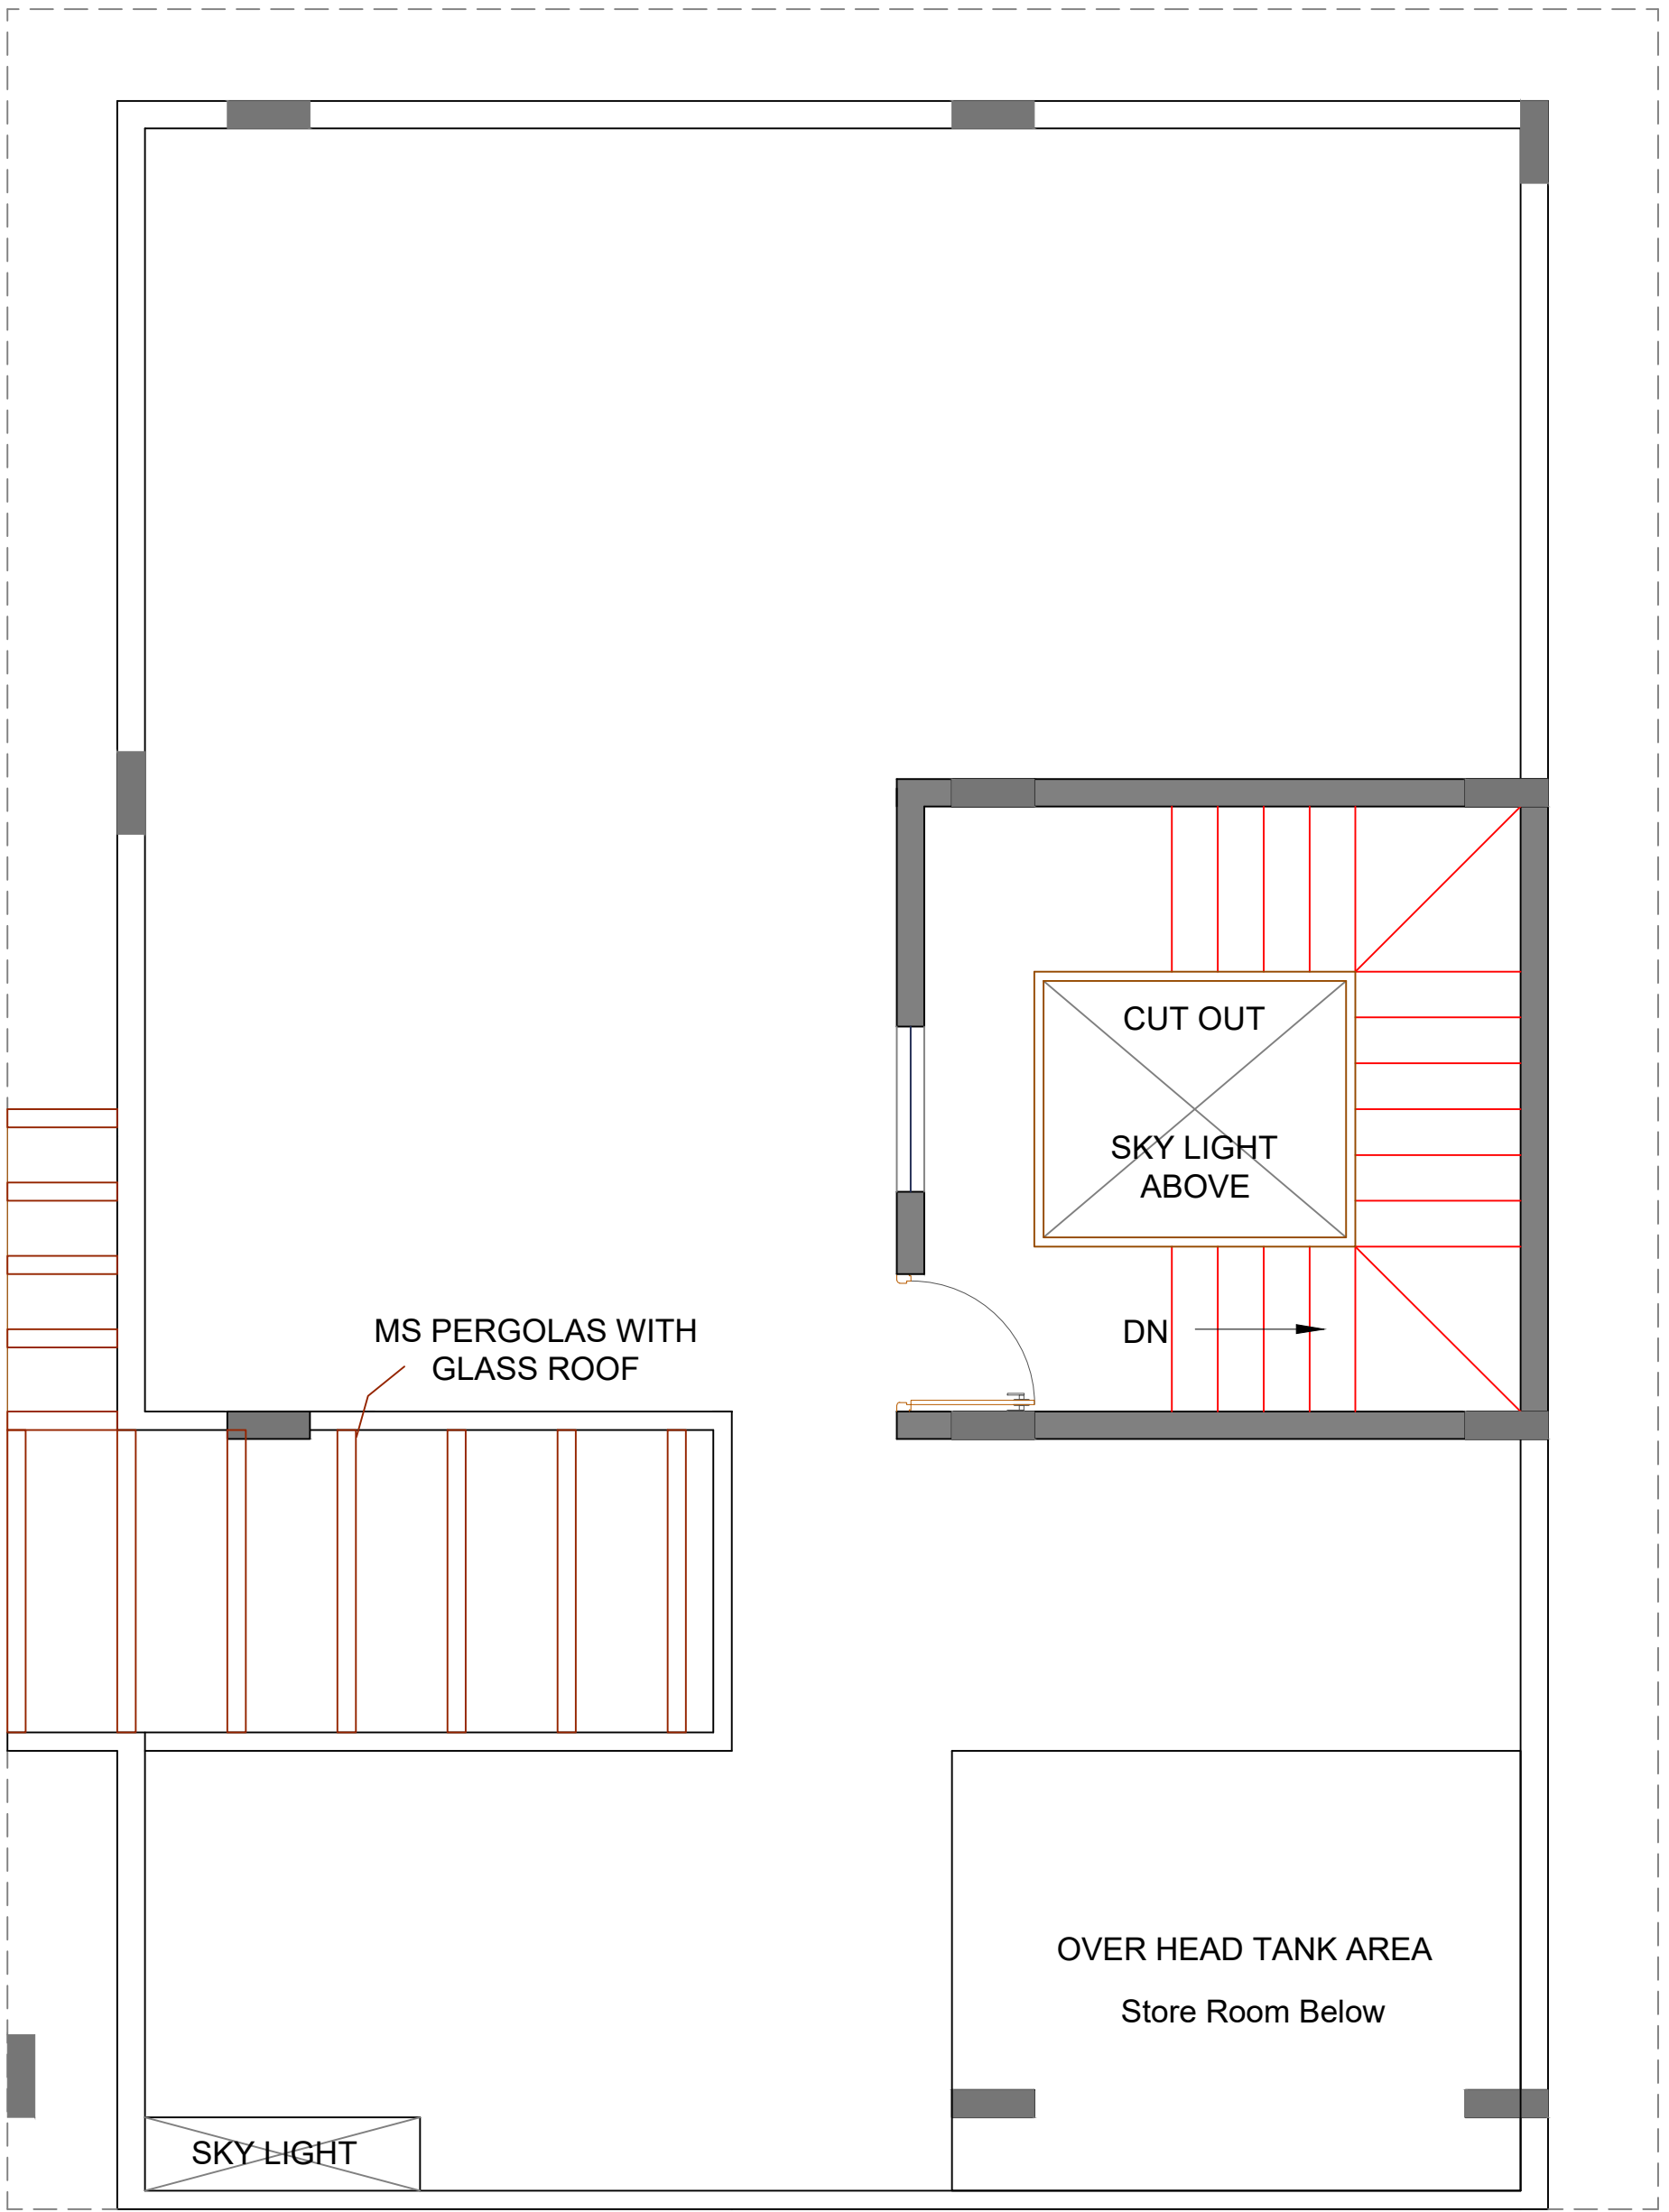 CUT OUT
SKY LIGHT
ABOVE
DN
MS PERGOLAS WITH
GLASS ROOF
OVER HEAD TANK AREA
Store Room Below
SKY LIGHT